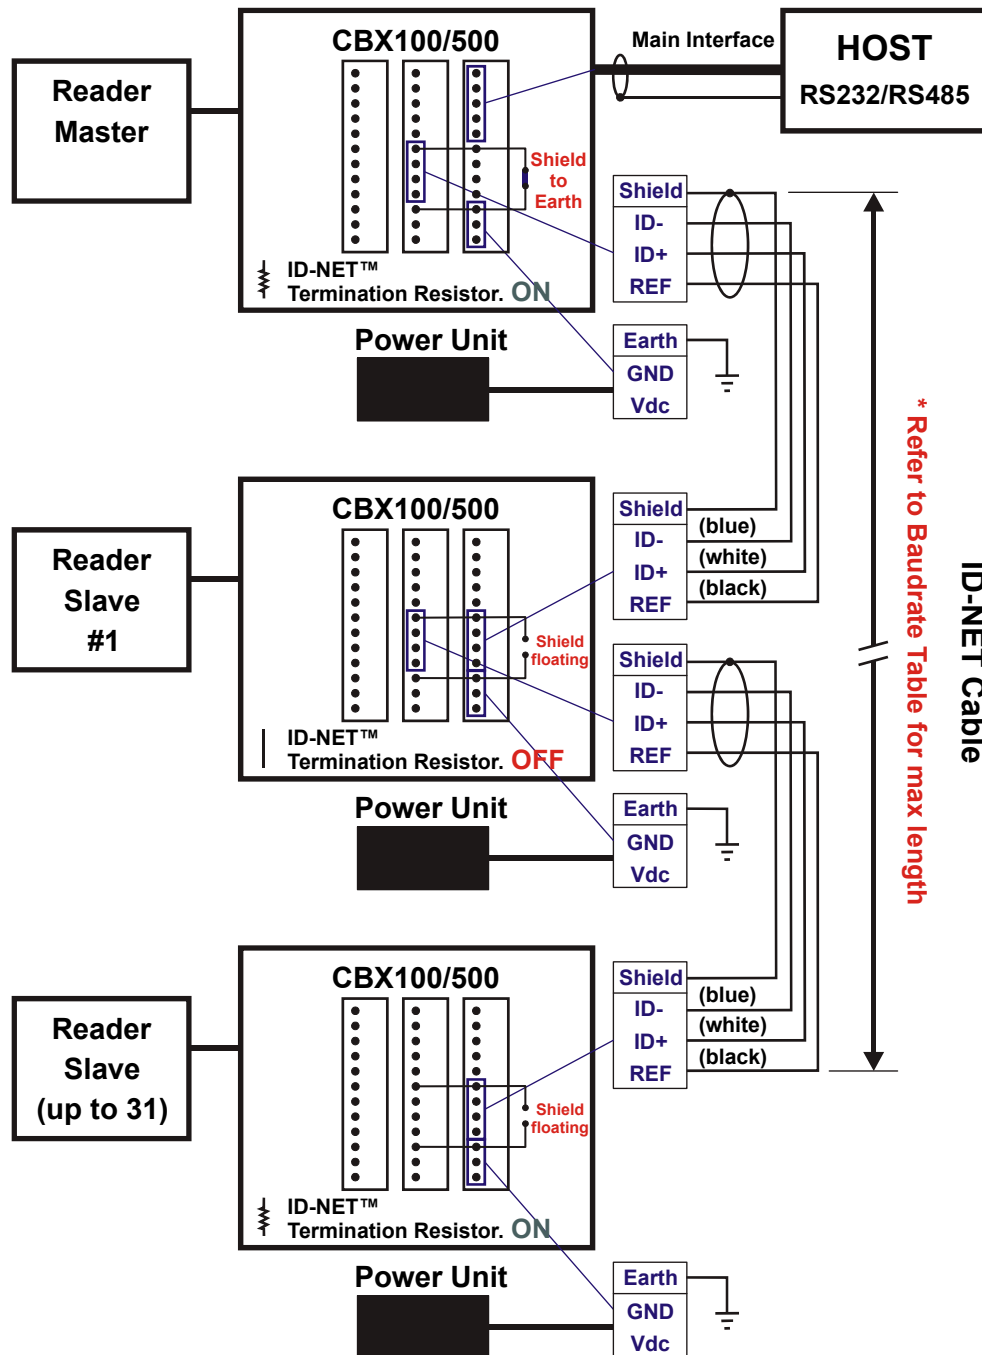 CBX100/500
Main Interface
HOST
RS232/RS485
Reader
Master
Shield
to
Earth
Shield
ID-
ID+
REF
ID-NET™
Termination Resistor. ON
Power Unit
Earth
GND
Vdc
CBX100/500
Reader
Slave
#1
Shield
floating
Shield
ID- (blue)
ID+ (white)
REF (black)
Shield
ID-
ID+
REF
ID-NET™
Termination Resistor. OFF
Power Unit
Earth
GND
Vdc
CBX100/500
Reader
Slave
(up to 31)
Shield
floating
Shield
ID- (blue)
ID+ (white)
REF (black)
ID-NET™
Termination Resistor. ON
Power Unit
Earth
GND
Vdc
* Refer to Baudrate Table for max length
ID-NET Cable